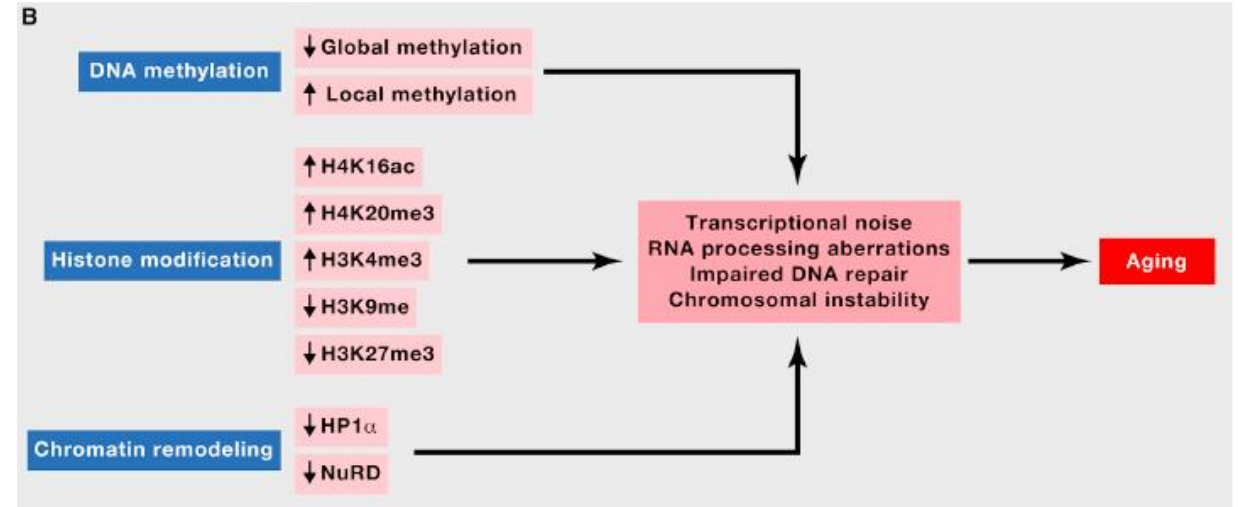 B
DNA methylation
↓ Global methylation
↑ Local methylation
Histone modification
↑ H4K16ac
↑ H4K20me3
↑ H3K4me3
↓ H3K9me
↓ H3K27me3
Chromatin remodeling
↓ HP1α
↓ NuRD
Transcriptional noise
RNA processing aberrations
Impaired DNA repair
Chromosomal instability
Aging